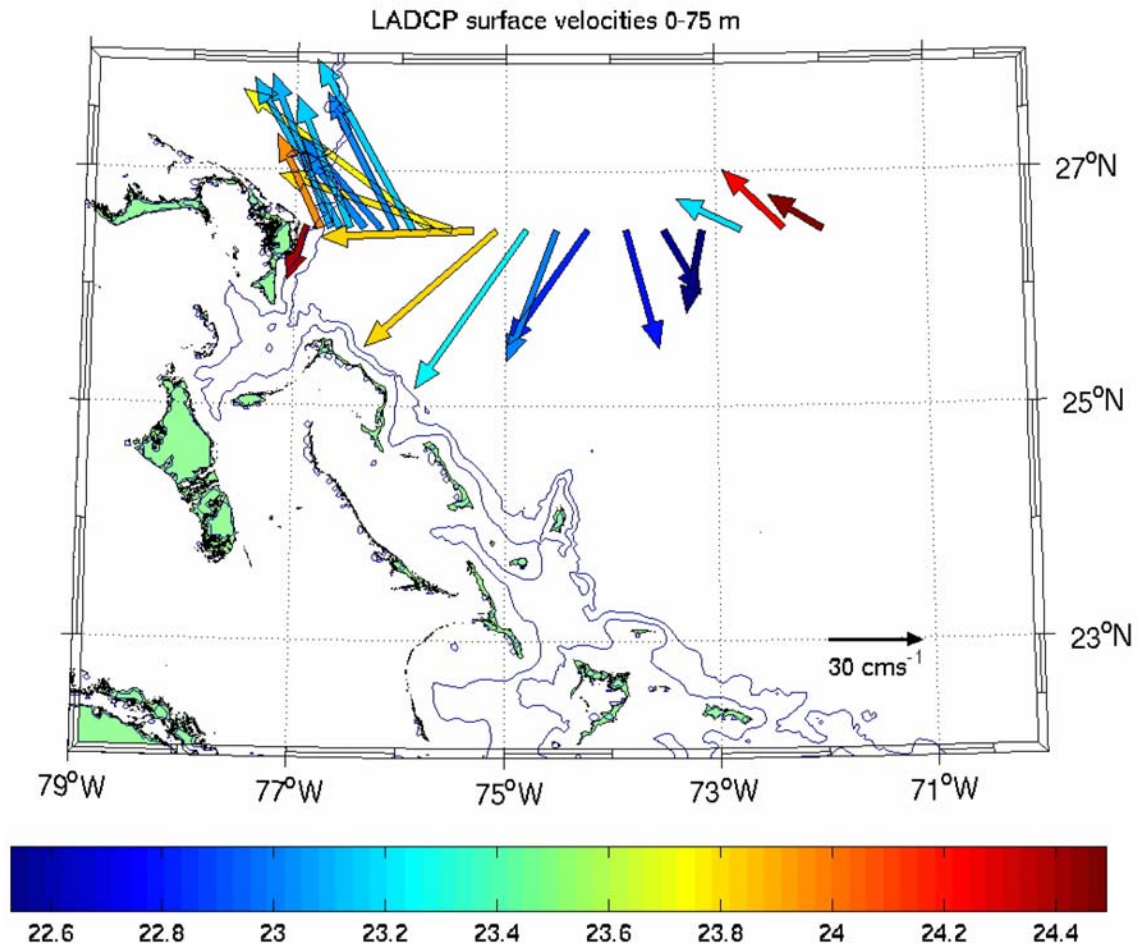 LADCP surface velocities 0-75 m
27°N
25°N
23°N
30 cms⁻¹
79°W 77°W 75°W 73°W 71°W
22.6 22.8 23 23.2 23.4 23.6 23.8 24 24.2 24.4